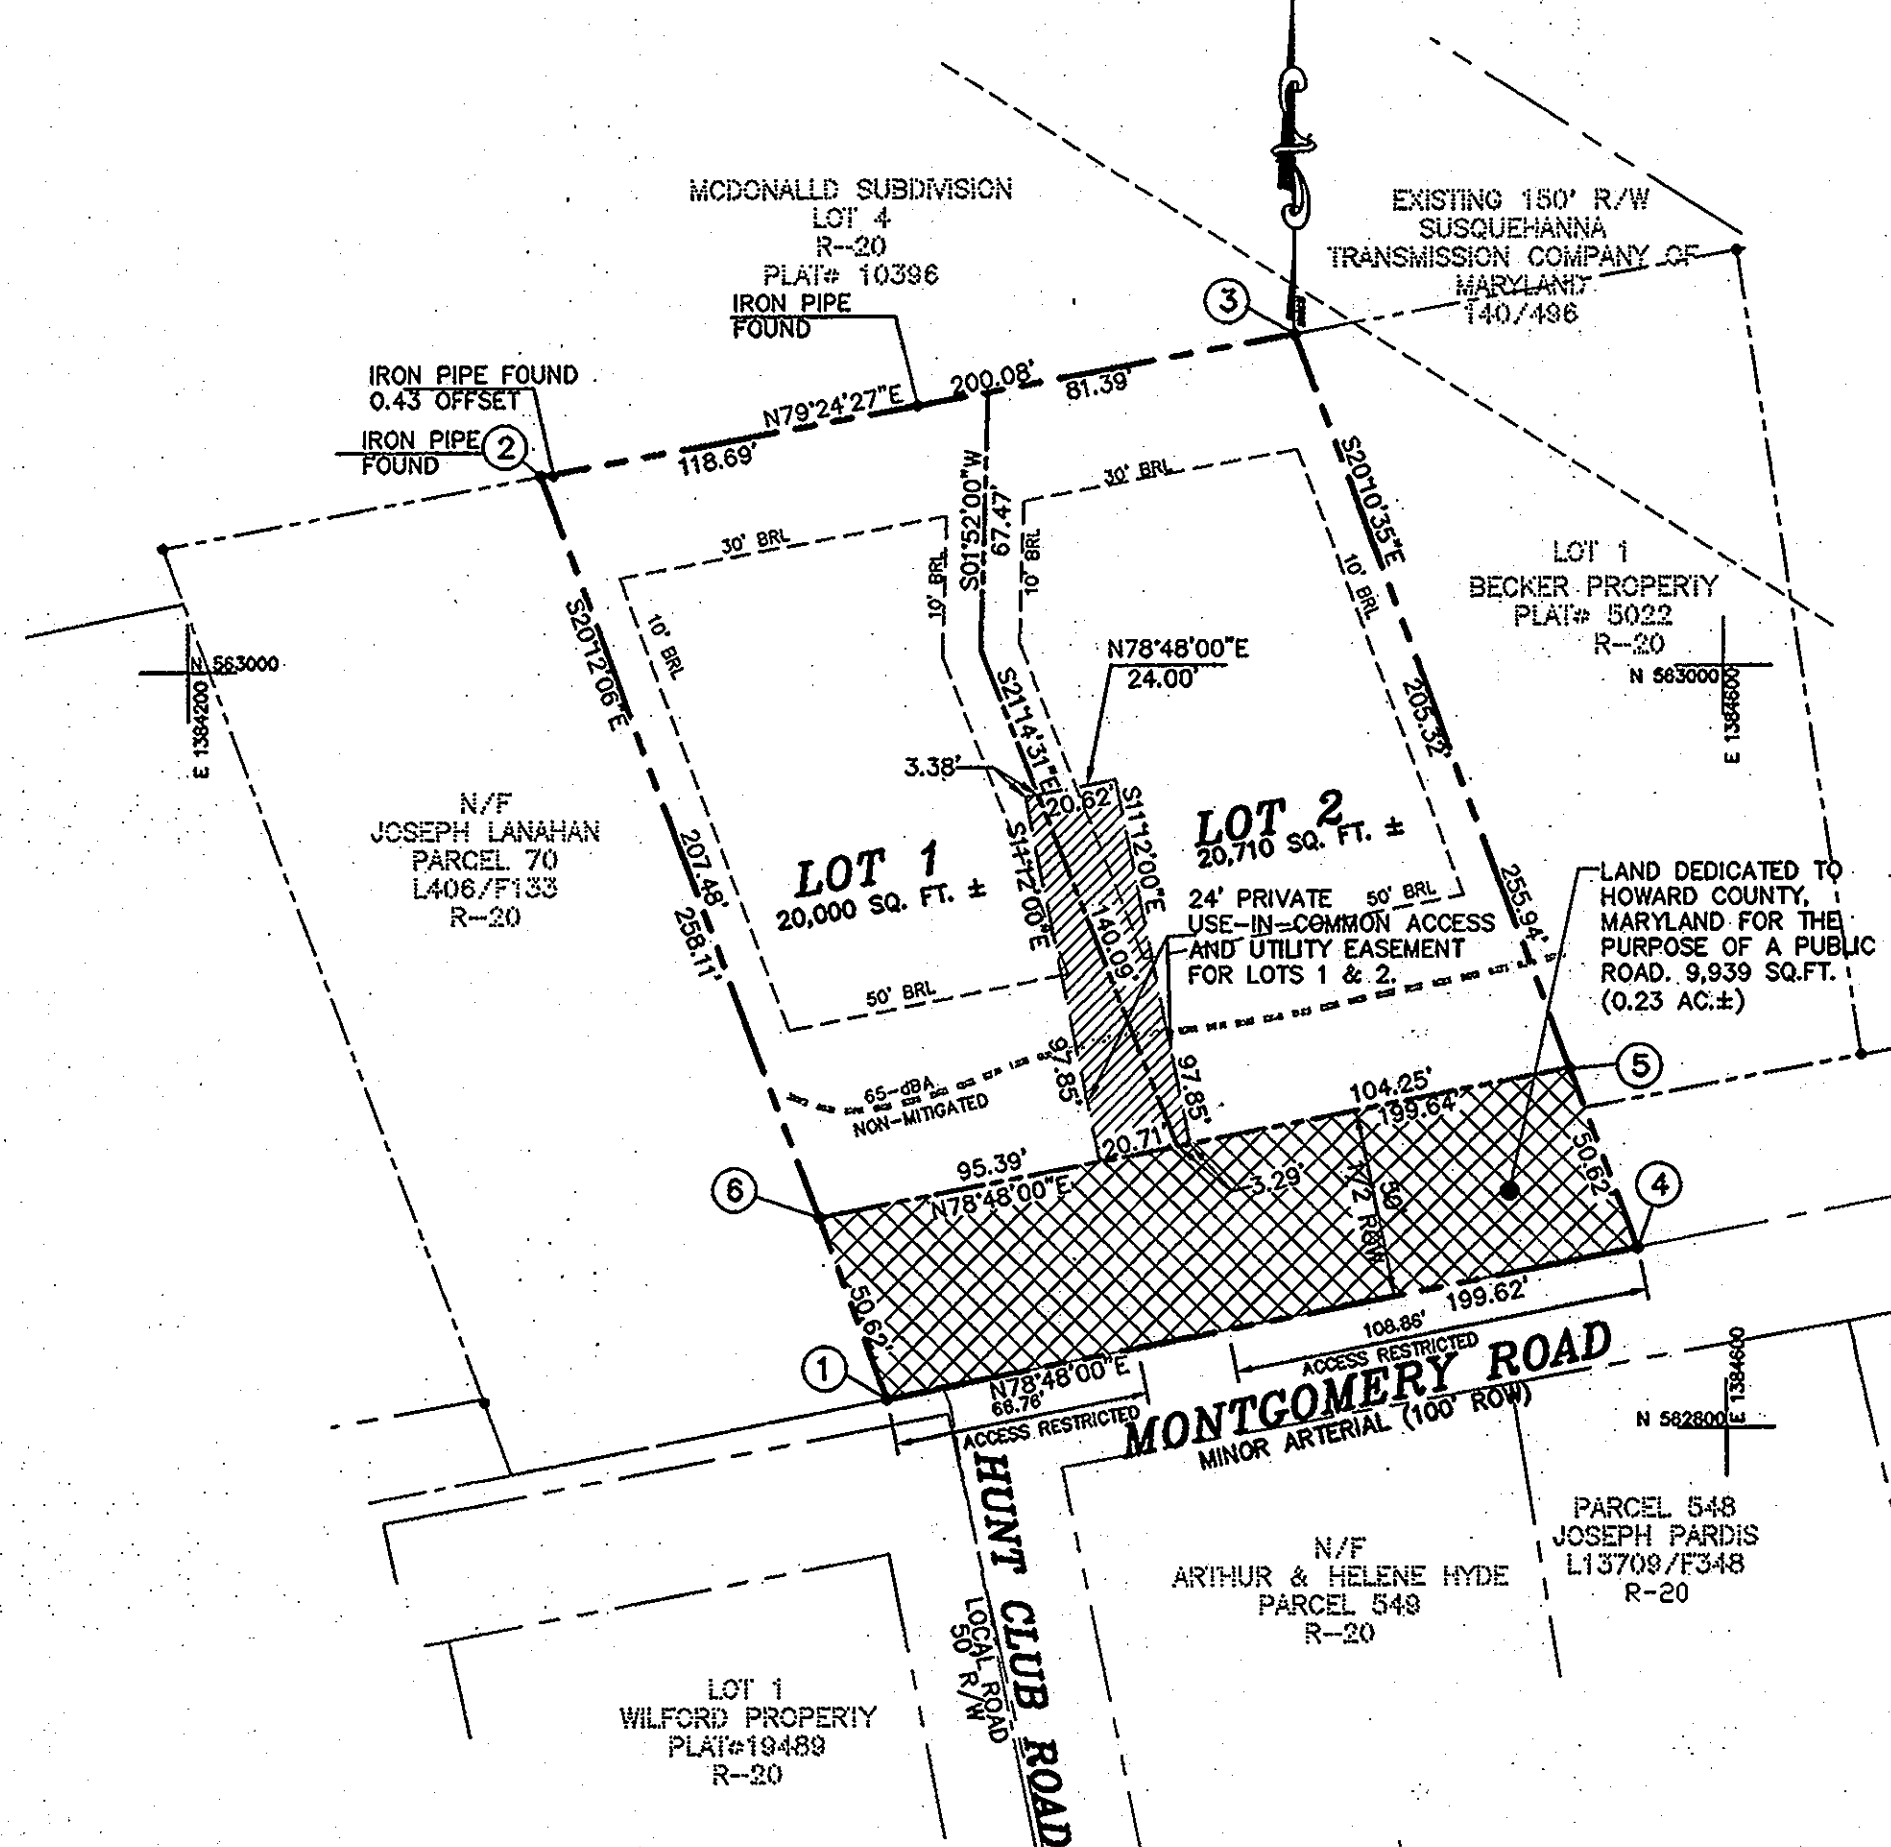 MCDONALLD SUBDIVISION
LOT 4
R--20
PLAT# 10396
IRON PIPE
FOUND
EXISTING 150' R/W
SUSQUEHANNA
TRANSMISSION COMPANY OF
MARYLAND
140/496
3
IRON PIPE FOUND
0.43 OFFSET
IRON PIPE
FOUND
2
N79°24'27"E
200.08'
118.69'
81.39'
S01°52'00"W
67.47'
30' BRL
30' BRL
10' BRL
10' BRL
10' BRL
10' BRL
S20°10'35"E
205.32'
255.94'
S20°12'06"E
207.48'
258.11'
LOT 1
BECKER PROPERTY
PLAT# 5022
R--20
N 563000
E 1384600
N 563000
E 1384200
N78°48'00"E
24.00'
S21°14'31"E
3.38'
20.62'
S11°12'00"E
S11°12'00"E
140.09'
N/F
JOSEPH LANAHAN
PARCEL 70
L406/F133
R--20
LOT 1
20,000 SQ. FT. ±
LOT 2
20,710 SQ. FT. ±
50' BRL
24' PRIVATE
USE-IN-COMMON ACCESS
AND UTILITY EASEMENT
FOR LOTS 1 & 2.
LAND DEDICATED TO
HOWARD COUNTY,
MARYLAND FOR THE
PURPOSE OF A PUBLIC
ROAD. 9,939 SQ.FT.
(0.23 AC.±)
50' BRL
65-dBA
NON-MITIGATED
97.85'
97.85'
5
104.25'
199.64'
20.71'
3.29'
95.39'
N78°48'00"E
6
50.62'
50'
1/2 ROW
50.62'
4
1
199.62'
108.86'
ACCESS RESTRICTED
N78°48'00"E
66.76'
ACCESS RESTRICTED
MONTGOMERY ROAD
MINOR ARTERIAL (100' ROW)
N 562800
E 1384600
HUNT CLUB ROAD
LOCAL ROAD
50' R/W
N/F
ARTHUR & HELENE HYDE
PARCEL 549
R--20
PARCEL 548
JOSEPH PARDIS
L13709/F348
R-20
LOT 1
WILFORD PROPERTY
PLAT#19489
R--20